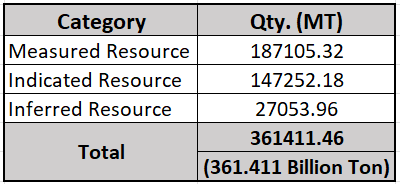 Category Qty. (MT)
Measured Resource 187105.32
Indicated Resource 147252.18
Inferred Resource 27053.96
Total 361411.46
(361.411 Billion Ton)